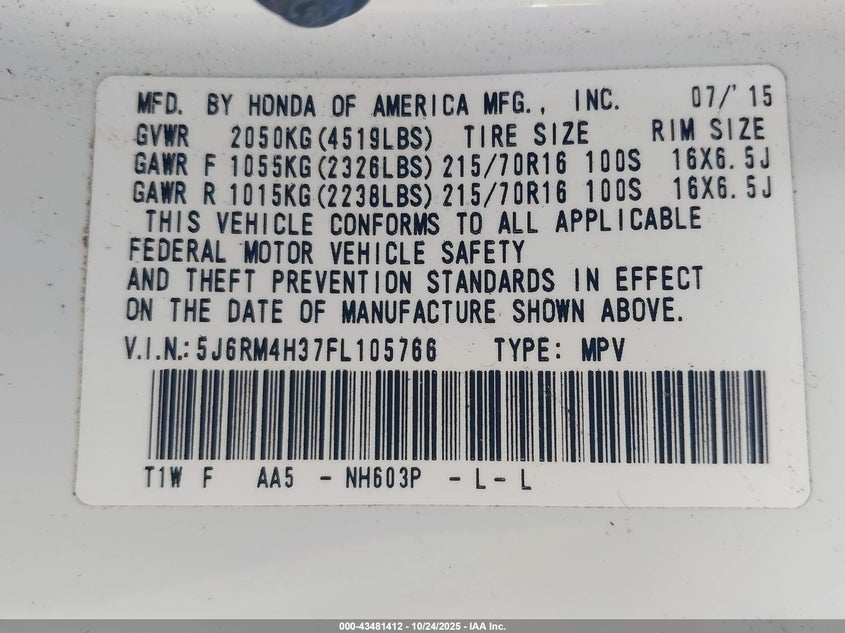 MFD. BY HONDA OF AMERICA MFG., INC. 07/'15
GVWR 2050KG(4519LBS) TIRE SIZE RIM SIZE
GAWR F 1055KG(2326LBS) 215/70R16 100S 16X6.5J
GAWR R 1015KG(2238LBS) 215/70R16 100S 16X6.5J
THIS VEHICLE CONFORMS TO ALL APPLICABLE
FEDERAL MOTOR VEHICLE SAFETY
AND THEFT PREVENTION STANDARDS IN EFFECT
ON THE DATE OF MANUFACTURE SHOWN ABOVE.
V.I.N.: 5J6RM4H37FL105766 TYPE: MPV
T1W F AA5 - NH603P - L - L
000-43481412 - 10/24/2025 - IAA Inc.